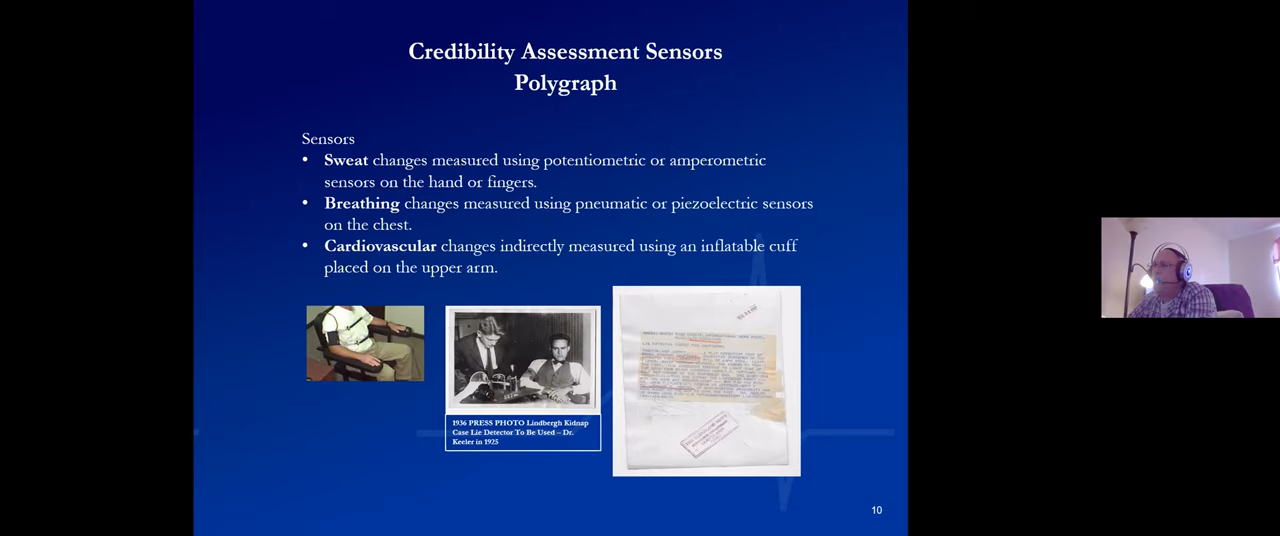 Credibility Assessment Sensors
Polygraph
Sensors
• Sweat changes measured using potentiometric or amperometric
sensors on the hand or fingers.
• Breathing changes measured using pneumatic or piezoelectric sensors
on the chest.
• Cardiovascular changes indirectly measured using an inflatable cuff
placed on the upper arm.
1936 PRESS PHOTO Lindbergh Kidnap
Case Lie Detector To Be Used – Dr.
Keeler in 1925
10